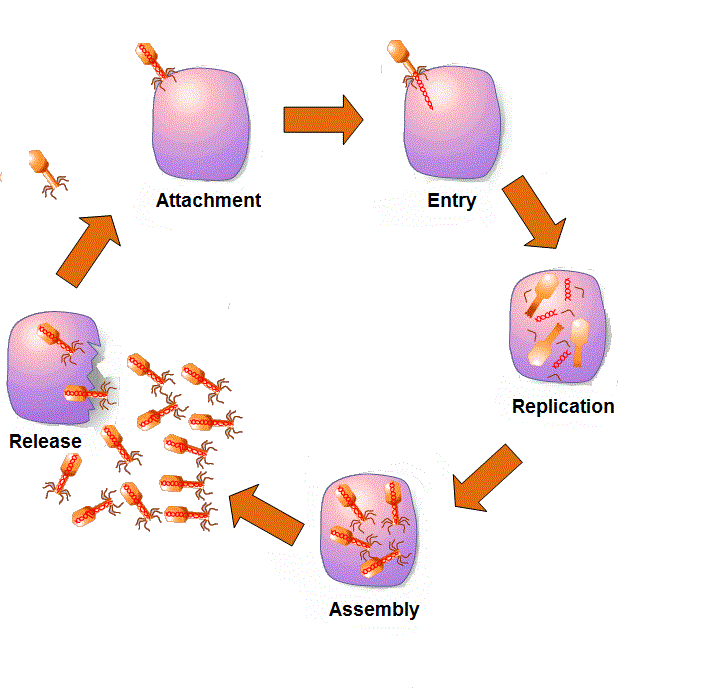 Attachment
Entry
Replication
Assembly
Release